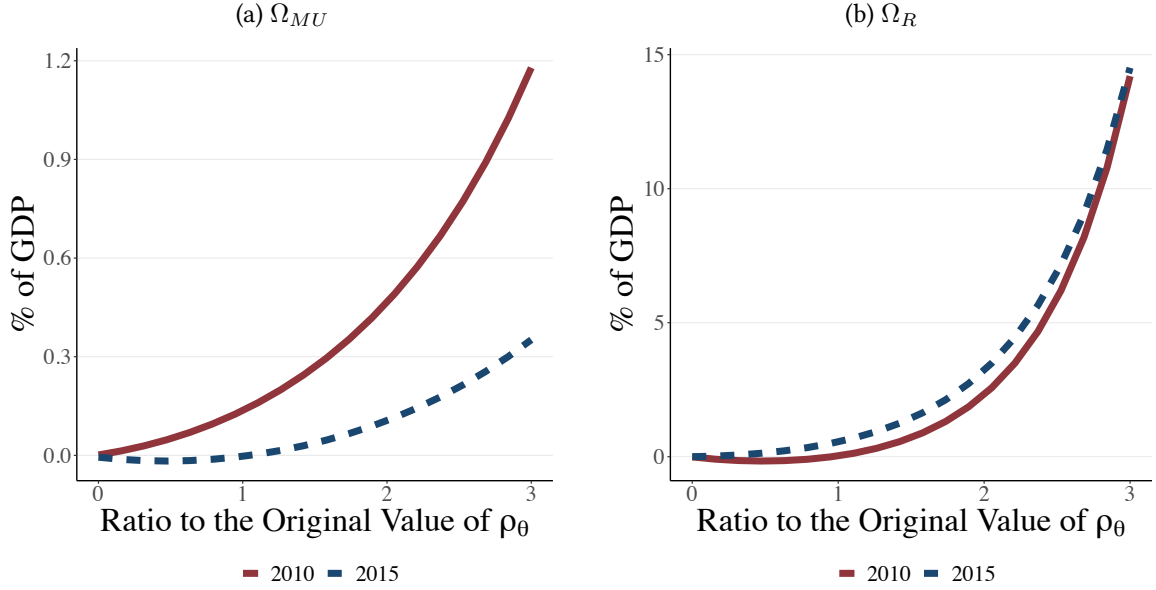 (a) Ω_MU
1.2
0.9
0.6
0.3
0.0
% of GDP
0 1 2 3
Ratio to the Original Value of ρ_θ
2010 2015
(b) Ω_R
15
10
5
0
% of GDP
0 1 2 3
Ratio to the Original Value of ρ_θ
2010 2015